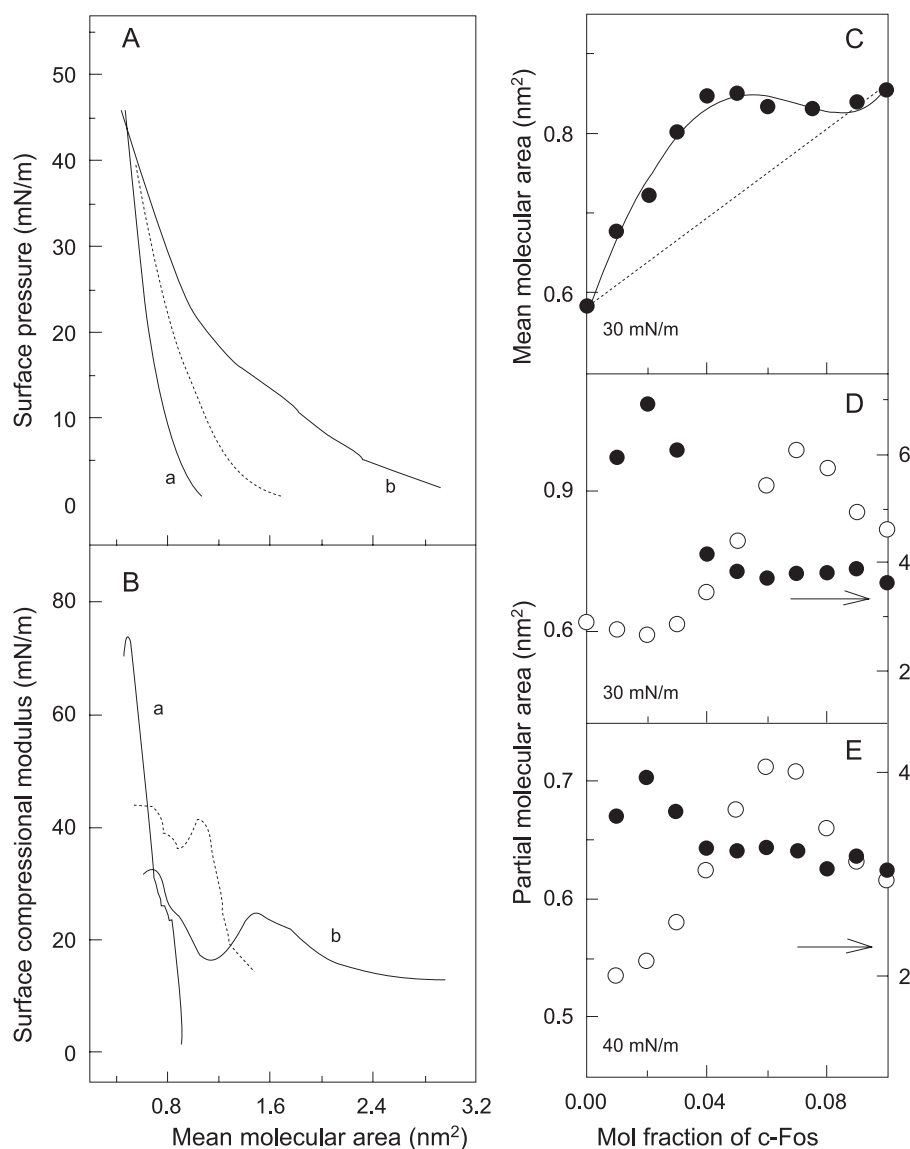 A
50
40
30
20
10
0
Surface pressure (mN/m)
a
b
B
80
60
40
20
0
Surface compressional modulus (mN/m)
a
b
0.8
1.6
2.4
3.2
Mean molecular area (nm²)
C
0.8
0.6
Mean molecular area (nm²)
30 mN/m
D
0.9
0.6
6
4
2
30 mN/m
Partial molecular area (nm²)
E
0.7
0.6
0.5
4
2
40 mN/m
0.00
0.04
0.08
Mol fraction of c-Fos